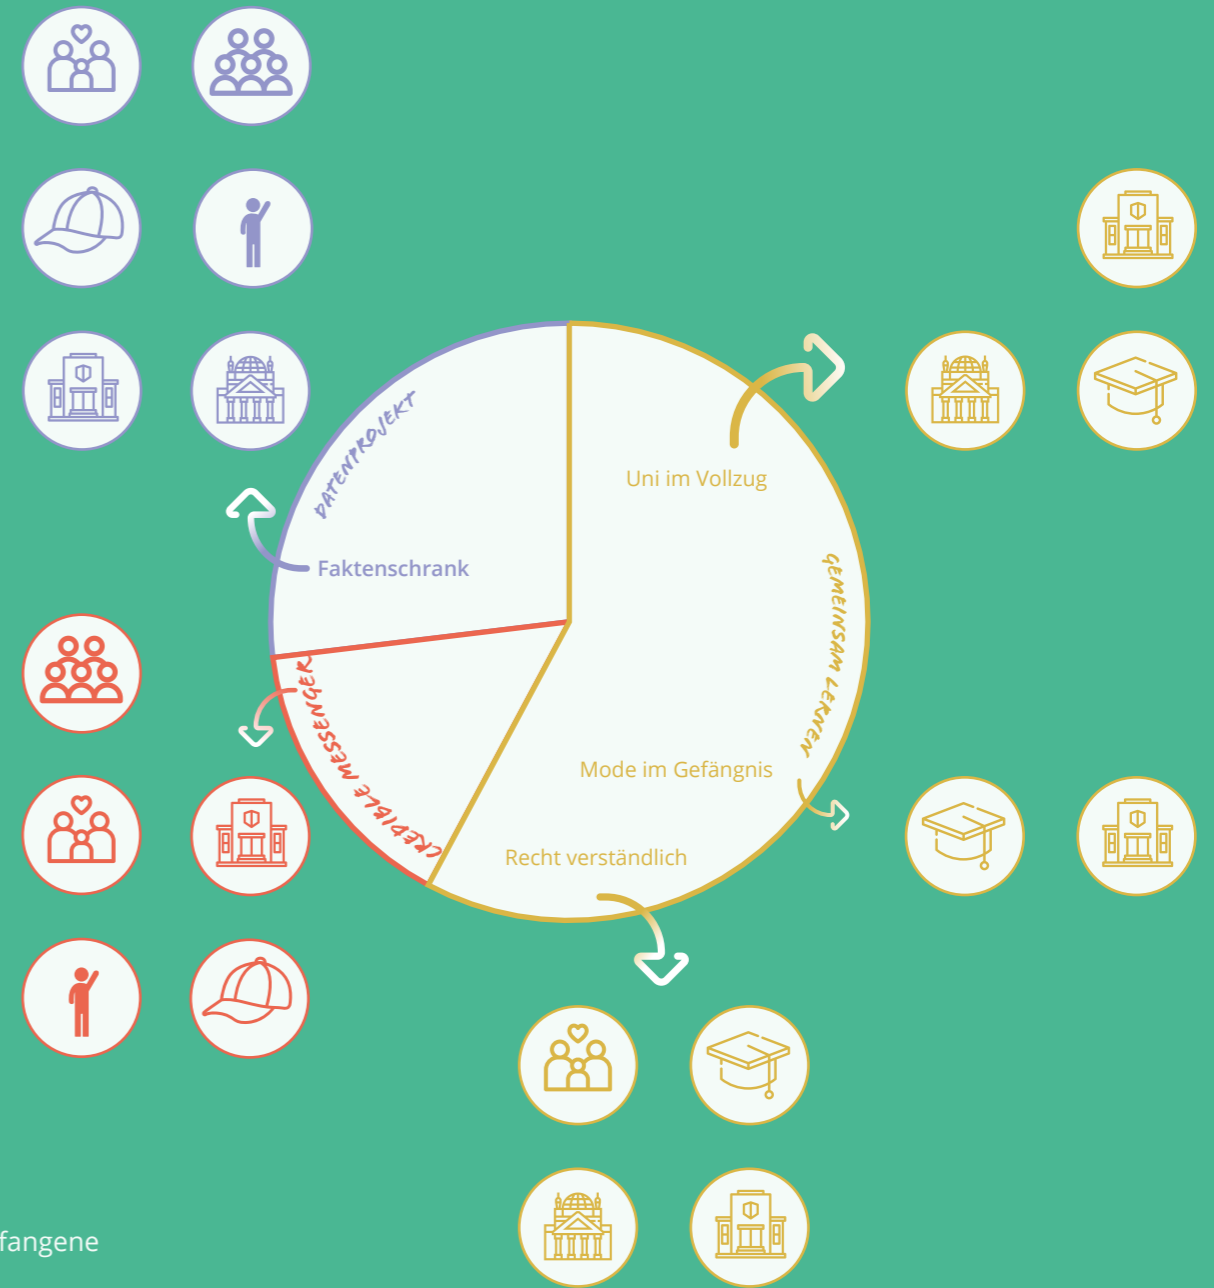 DATENPROJEKT
Uni im Vollzug
Faktenschrank
GEMEINSAM LERNEN
CREDIBLE MESSENGER
Mode im Gefängnis
Recht verständlich
fangene